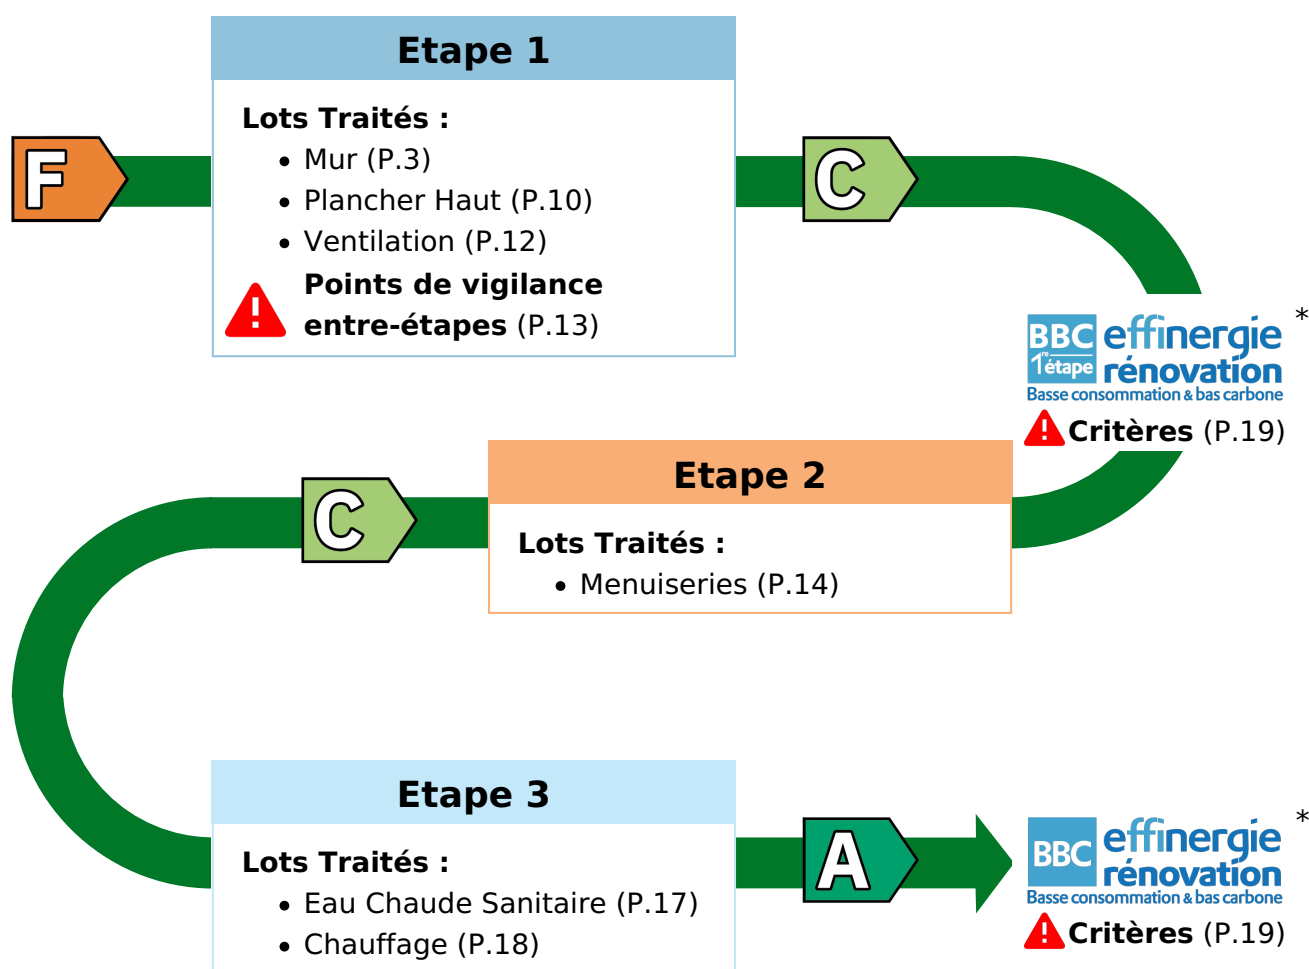 Etape 1
Lots Traités :
• Mur (P.3)
• Plancher Haut (P.10)
• Ventilation (P.12)
Points de vigilance
entre-étapes (P.13)
F
C
BBC effinergie *
1re étape rénovation
Basse consommation & bas carbone
Critères (P.19)
Etape 2
Lots Traités :
• Menuiseries (P.14)
C
Etape 3
Lots Traités :
• Eau Chaude Sanitaire (P.17)
• Chauffage (P.18)
A
BBC effinergie *
rénovation
Basse consommation & bas carbone
Critères (P.19)